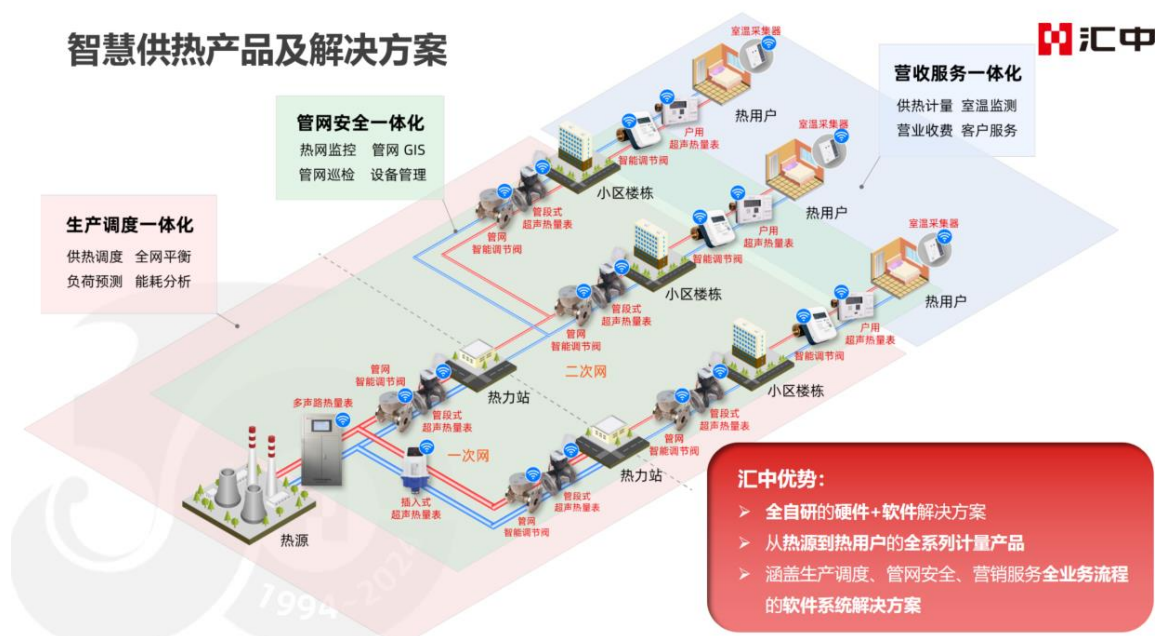 智慧供热产品及解决方案
汇中
室温采集器
热用户
营收服务一体化
供热计量 室温监测
营业收费 客户服务
管网安全一体化
热网监控 管网 GIS
管网巡检 设备管理
户用
超声热量表
智能调节阀
小区楼栋
管段式
超声热量表
管网
智能调节阀
室温采集器
热用户
户用
超声热量表
智能调节阀
小区楼栋
管段式
超声热量表
管网
智能调节阀
生产调度一体化
供热调度 全网平衡
负荷预测 能耗分析
室温采集器
热用户
户用
超声热量表
智能调节阀
小区楼栋
管段式
超声热量表
管网
智能调节阀
二次网
热力站
管网
智能调节阀
管段式
超声热量表
多声路热量表
一次网
热力站
插入式
超声热量表
管段式
超声热量表
管网
智能调节阀
热源
汇中优势：
全自研的硬件+软件解决方案
从热源到热用户的全系列计量产品
涵盖生产调度、管网安全、营销服务全业务流程
的软件系统解决方案
1994-2024